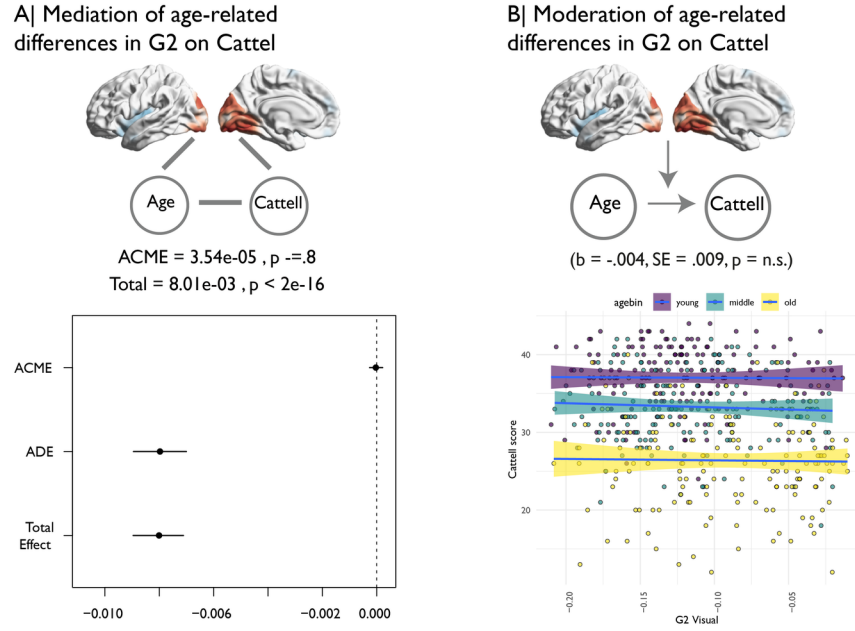 A| Mediation of age-related
differences in G2 on Cattel
Age
Cattell
ACME = 3.54e-05 , p -=.8
Total = 8.01e-03 , p < 2e-16
ACME
ADE
Total
Effect
−0.010
−0.006
−0.002
0.000
B| Moderation of age-related
differences in G2 on Cattel
Age
Cattell
(b = -.004, SE = .009, p = n.s.)
agebin young middle old
Cattell score
40
30
20
−0.20
−0.15
−0.10
−0.05
G2 Visual